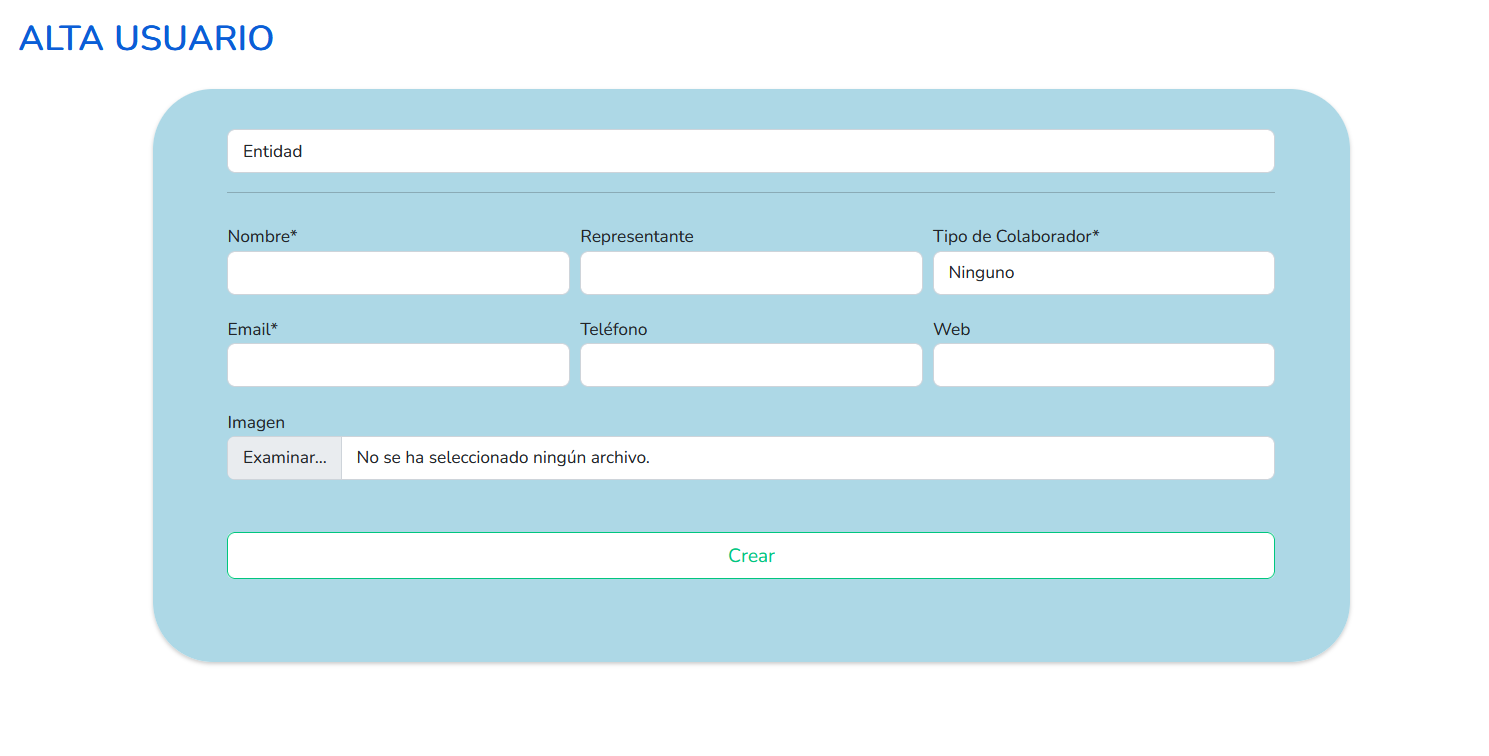 ALTA USUARIO
Entidad
Nombre* Representante Tipo de Colaborador*
Ninguno
Email* Teléfono Web
Imagen
Examinar... No se ha seleccionado ningún archivo.
Crear